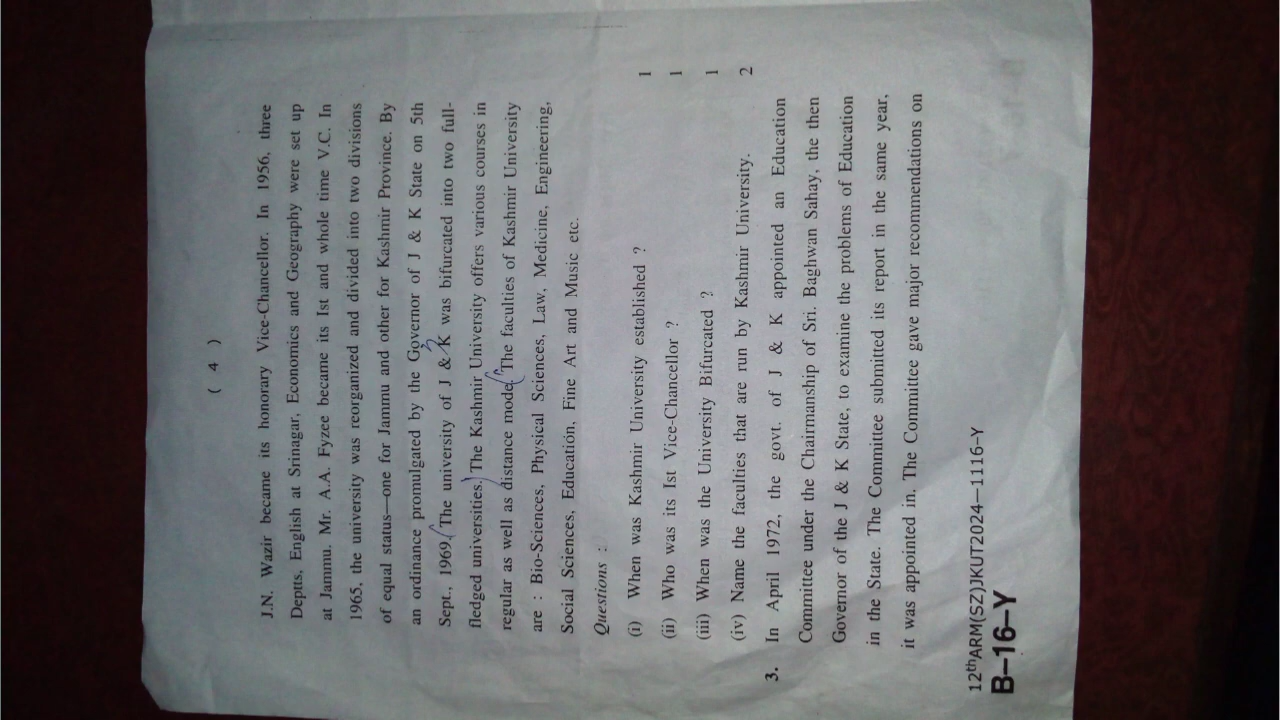 ( 4 )
J.N. Wazir became its honorary Vice-Chancellor. In 1956, three
Deptts. English at Srinagar, Economics and Geography were set up
at Jammu. Mr. A.A. Fyzee became its Ist and whole time V.C. In
1965, the university was reorganized and divided into two divisions
of equal status—one for Jammu and other for Kashmir Province. By
an ordinance promulgated by the Governor of J & K State on 5th
Sept., 1969. The university of J & K was bifurcated into two full-
fledged universities. The Kashmir University offers various courses in
regular as well as distance mode. The faculties of Kashmir University
are : Bio-Sciences, Physical Sciences, Law, Medicine, Engineering,
Social Sciences, Education, Fine Art and Music etc.
Questions :
(i) When was Kashmir University established ? 1
(ii) Who was its Ist Vice-Chancellor ? 1
(iii) When was the University Bifurcated ? 1
(iv) Name the faculties that are run by Kashmir University. 2
3. In April 1972, the govt. of J & K appointed an Education
Committee under the Chairmanship of Sri. Baghwan Sahay, the then
Governor of the J & K State, to examine the problems of Education
in the State. The Committee submitted its report in the same year,
it was appointed in. The Committee gave major recommendations on
12thARM(SZ)JKUT2024—1116-Y
B–16–Y